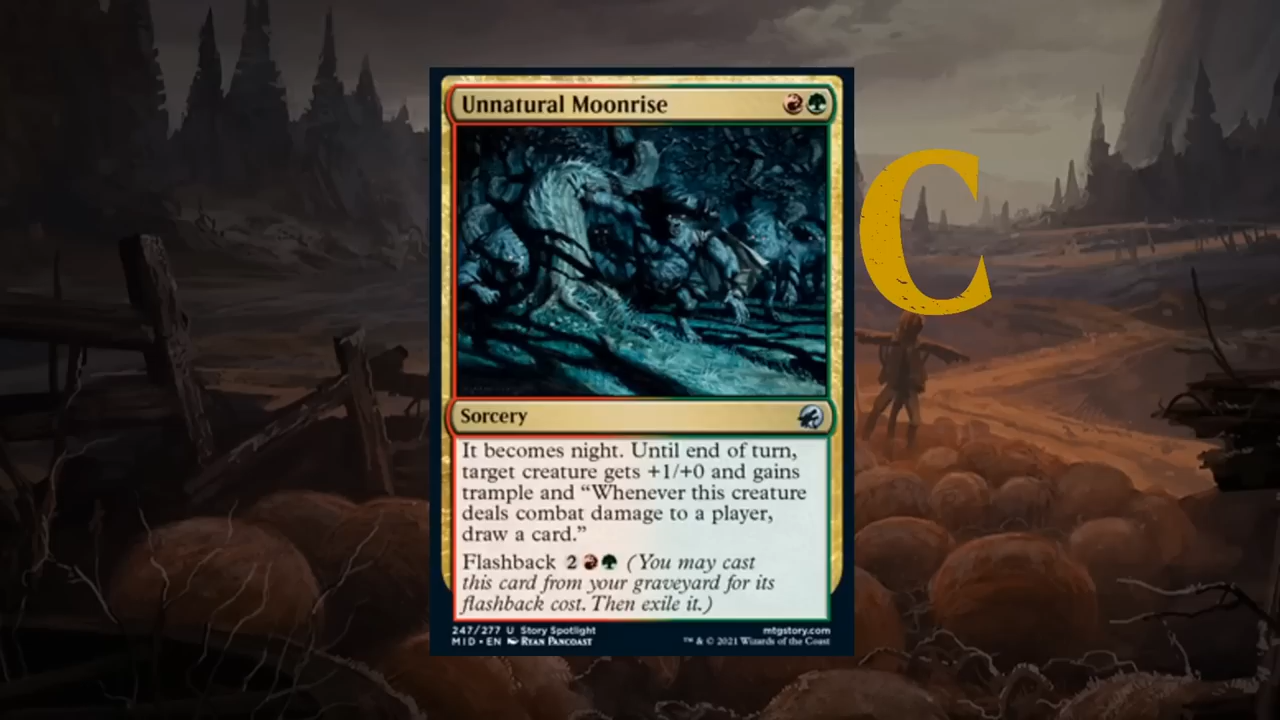 Unnatural Moonrise
C
Sorcery
It becomes night. Until end of turn,
target creature gets +1/+0 and gains
trample and “Whenever this creature
deals combat damage to a player,
draw a card.”
Flashback 2 (You may cast
this card from your graveyard for its
flashback cost. Then exile it.)
247/277 U Story Spotlight mtgstory.com
MID • EN Ryan Pancoast ™ & © 2021 Wizards of the Coast